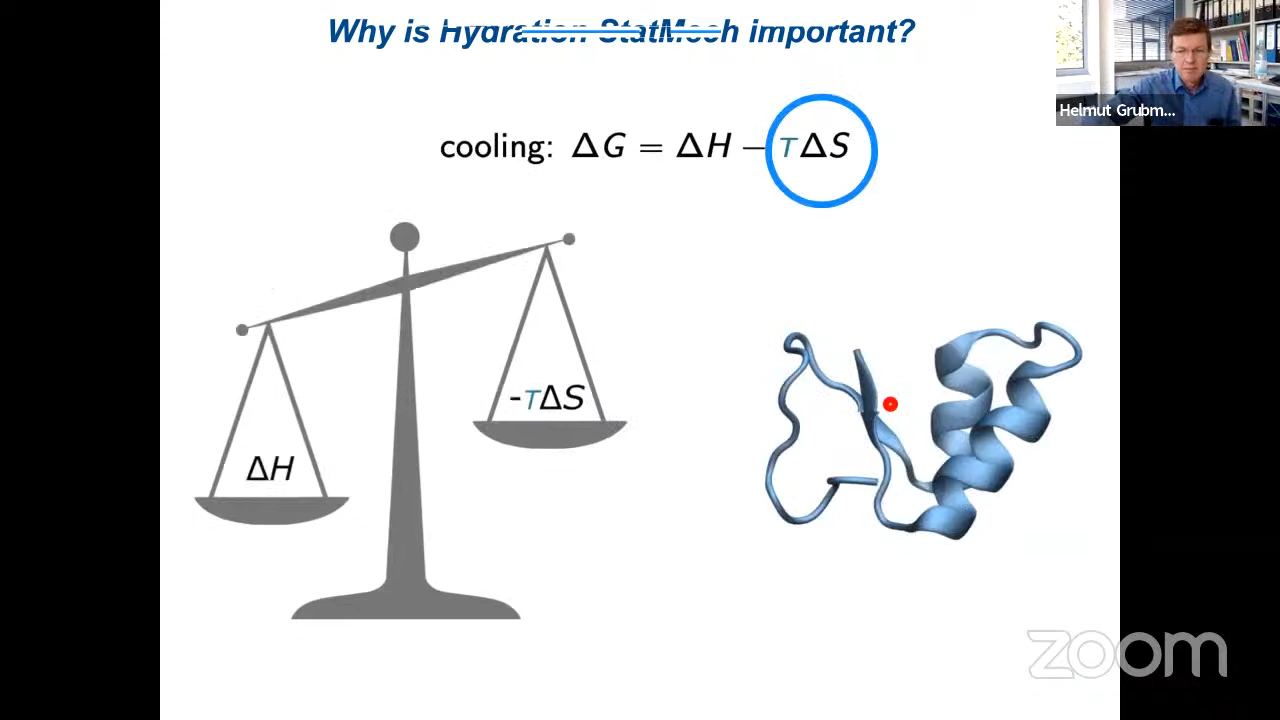 Why is Hydration StatMech important?
Helmut Grubm...
cooling: ΔG = ΔH − TΔS
-TΔS
ΔH
zoom